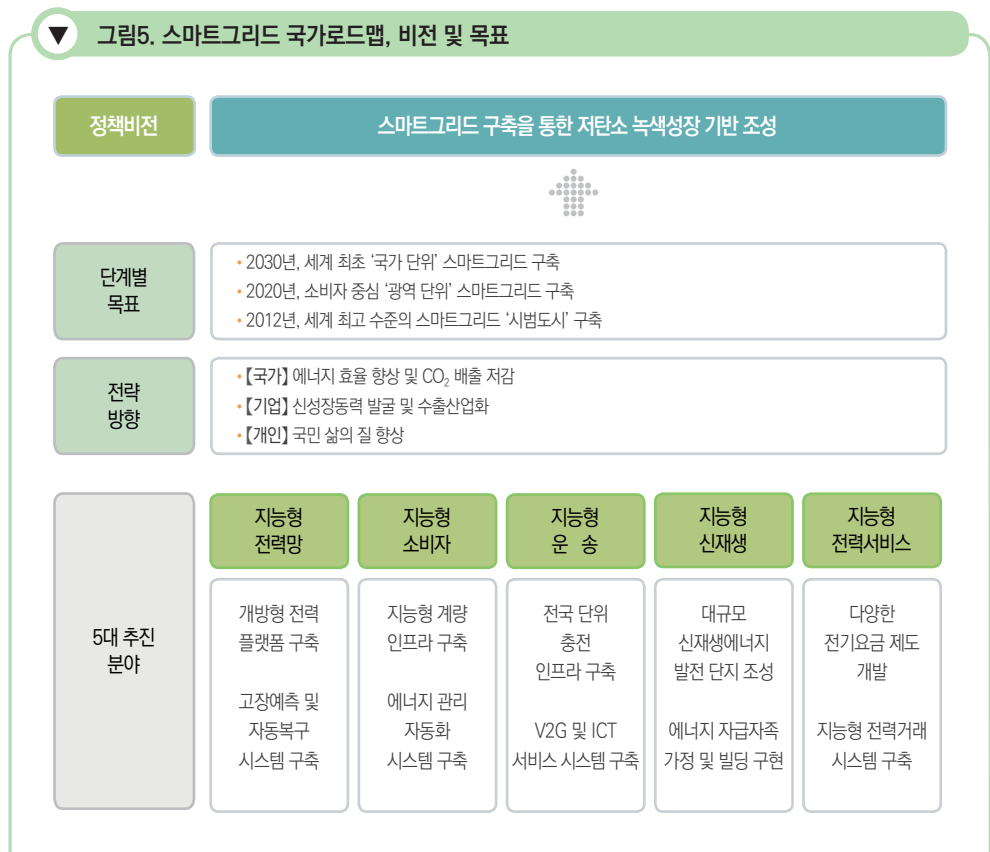 ▼ 그림5. 스마트그리드 국가로드맵, 비전 및 목표
정책비전
스마트그리드 구축을 통한 저탄소 녹색성장 기반 조성
단계별
목표
• 2030년, 세계 최초 ‘국가 단위’ 스마트그리드 구축
• 2020년, 소비자 중심 ‘광역 단위’ 스마트그리드 구축
• 2012년, 세계 최고 수준의 스마트그리드 ‘시범도시’ 구축
전략
방향
•【국가】 에너지 효율 향상 및 CO₂ 배출 저감
•【기업】 신성장동력 발굴 및 수출산업화
•【개인】 국민 삶의 질 향상
5대 추진
분야
지능형
전력망
개방형 전력
플랫폼 구축
고장예측 및
자동복구
시스템 구축
지능형
소비자
지능형 계량
인프라 구축
에너지 관리
자동화
시스템 구축
지능형
운 송
전국 단위
충전
인프라 구축
V2G 및 ICT
서비스 시스템 구축
지능형
신재생
대규모
신재생에너지
발전 단지 조성
에너지 자급자족
가정 및 빌딩 구현
지능형
전력서비스
다양한
전기요금 제도
개발
지능형 전력거래
시스템 구축